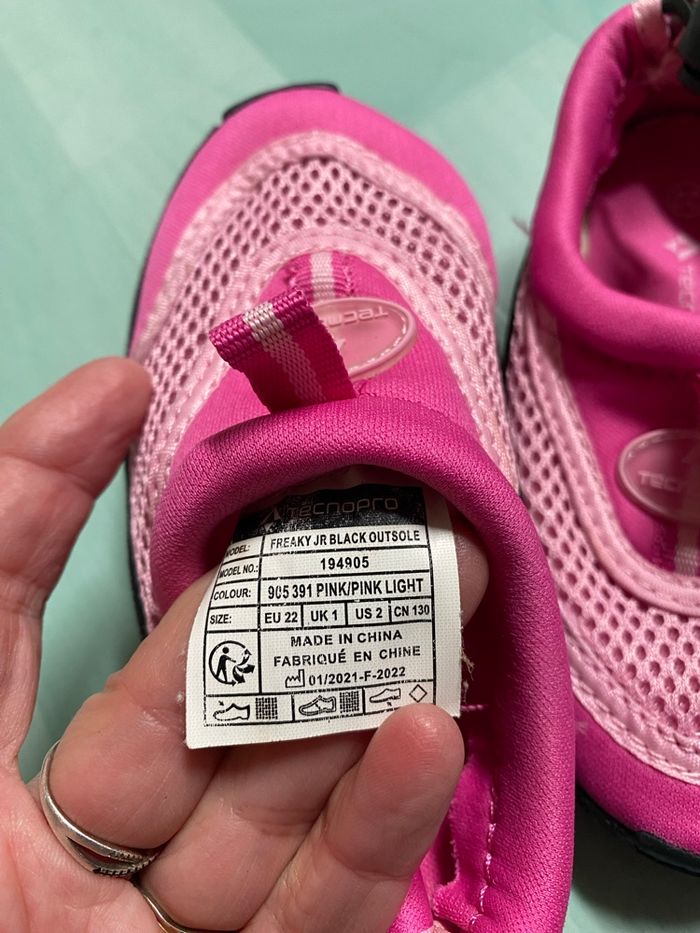 TECNOPRO
MODEL: FREAKY JR BLACK OUTSOLE
MODEL NO.: 194905
COLOUR: 905 391 PINK/PINK LIGHT
SIZE: EU 22 UK 1 US 2 CN 130
MADE IN CHINA
FABRIQUÉ EN CHINE
01/2021-F-2022